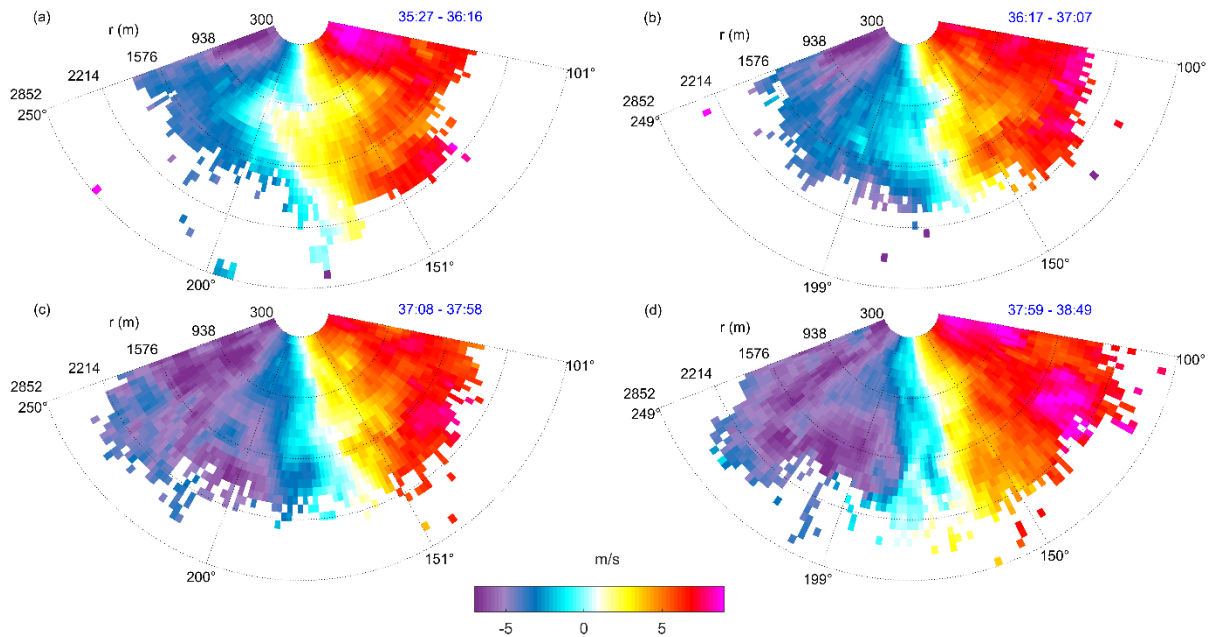 (a)
35:27 - 36:16
300
r (m)
938
1576
2214
2852
250°
200°
151°
101°
(b)
36:17 - 37:07
300
r (m)
938
1576
2214
2852
249°
199°
150°
100°
(c)
37:08 - 37:58
300
r (m)
938
1576
2214
2852
250°
200°
151°
101°
(d)
37:59 - 38:49
300
r (m)
938
1576
2214
2852
249°
199°
150°
100°
m/s
-5 0 5